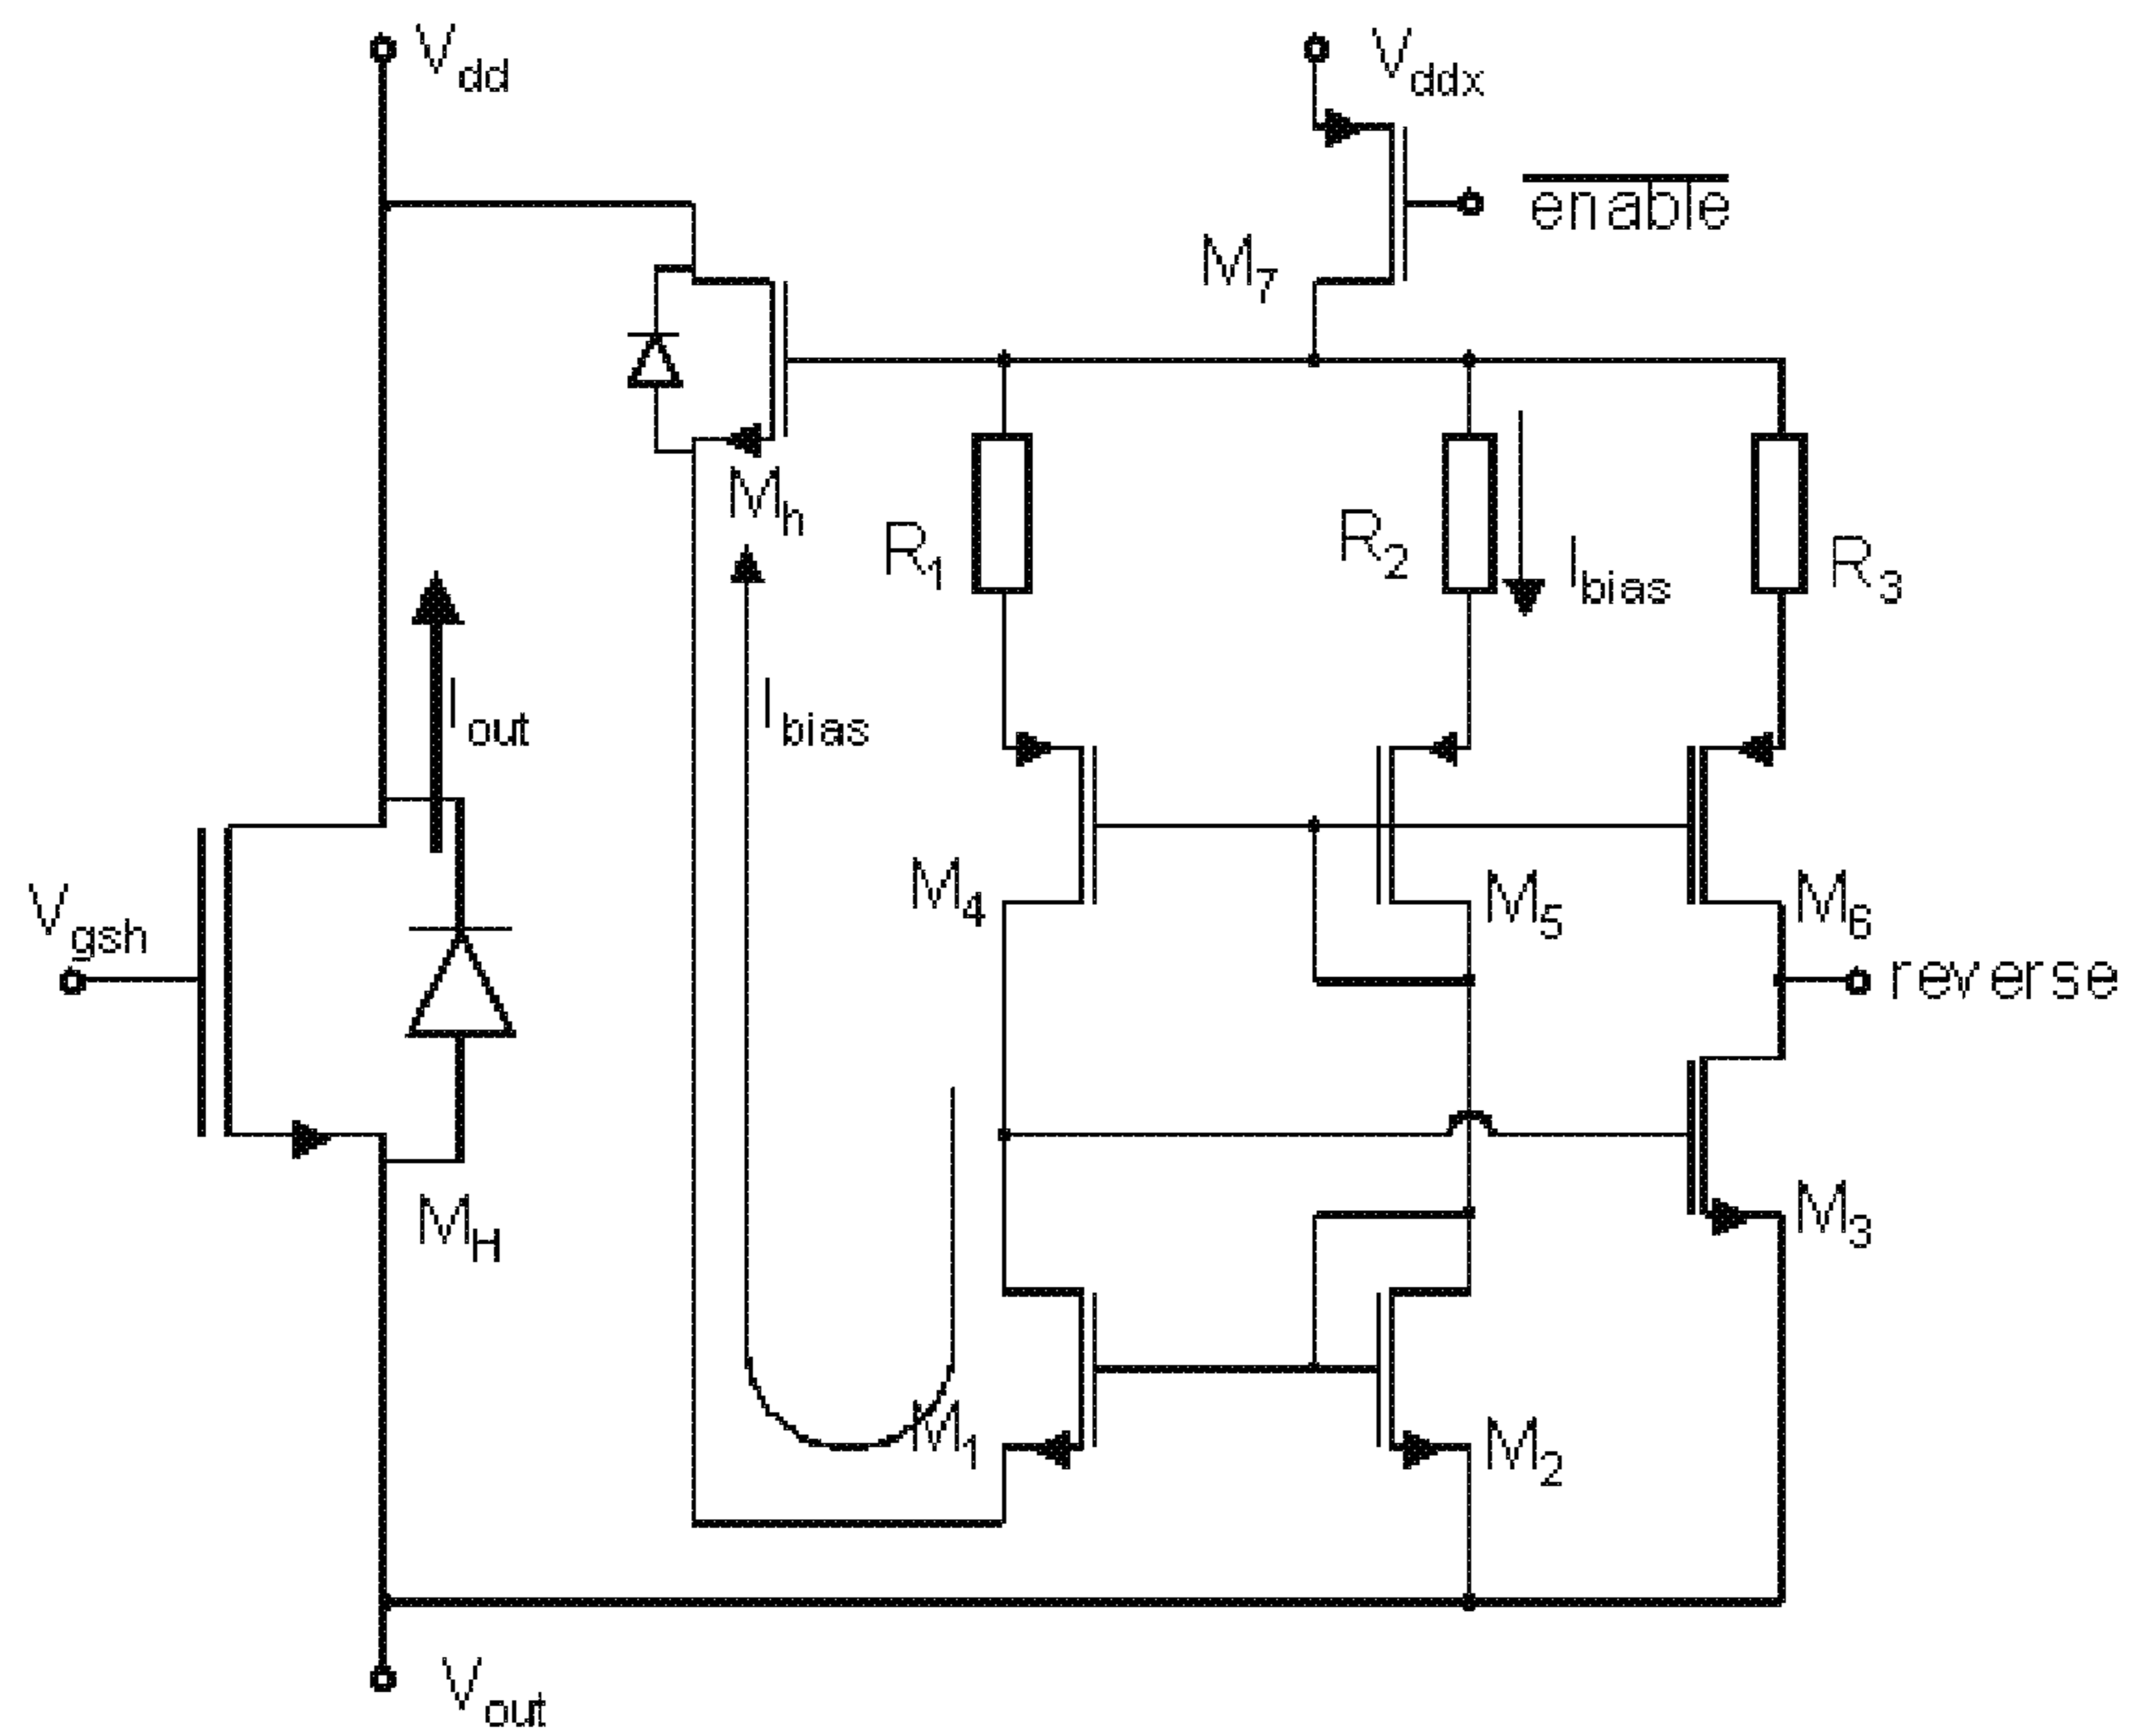 Vdd
Vddx
enable
M7
Mh
R1
R2
Ibias
R3
Iout
Ibias
Vgsh
M4
M5
M6
reverse
MH
M3
M1
M2
Vout